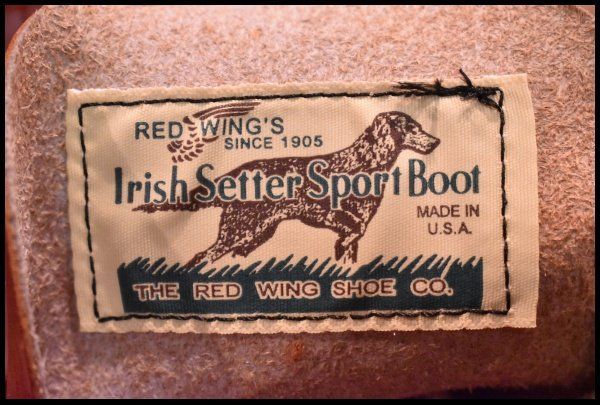 RED WING'S
SINCE 1905
Irish Setter Sport Boot
MADE IN
U.S.A.
THE RED WING SHOE CO.